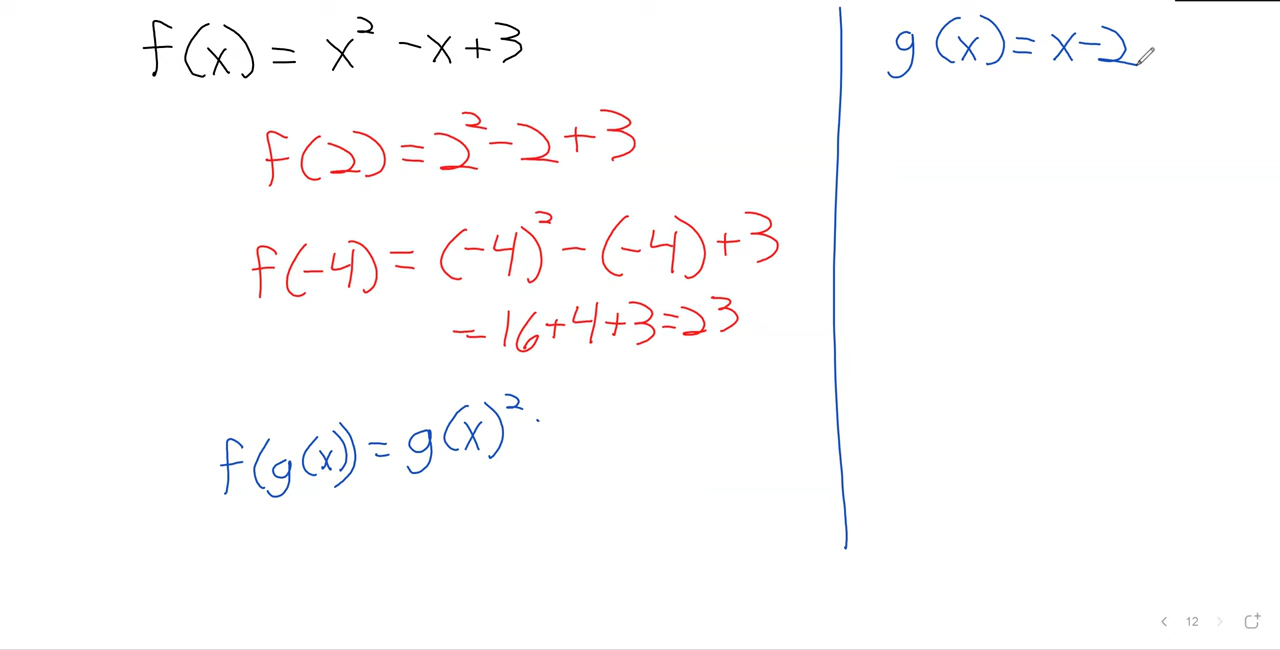 f(x) = x² - x + 3
f(2) = 2² - 2 + 3
f(-4) = (-4)² - (-4) + 3
= 16 + 4 + 3 = 23
f(g(x)) = g(x)²
g(x) = x - 2
12